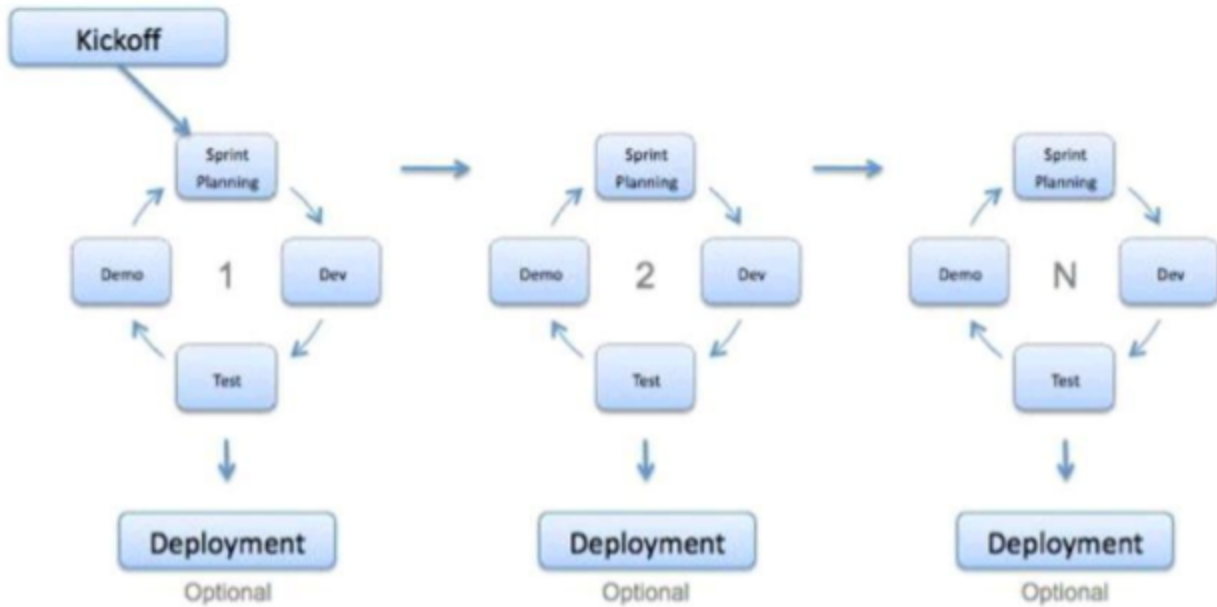 Kickoff
Sprint
Planning
Sprint
Planning
Sprint
Planning
Demo
1
Dev
Demo
2
Dev
Demo
N
Dev
Test
Test
Test
Deployment
Deployment
Deployment
Optional
Optional
Optional